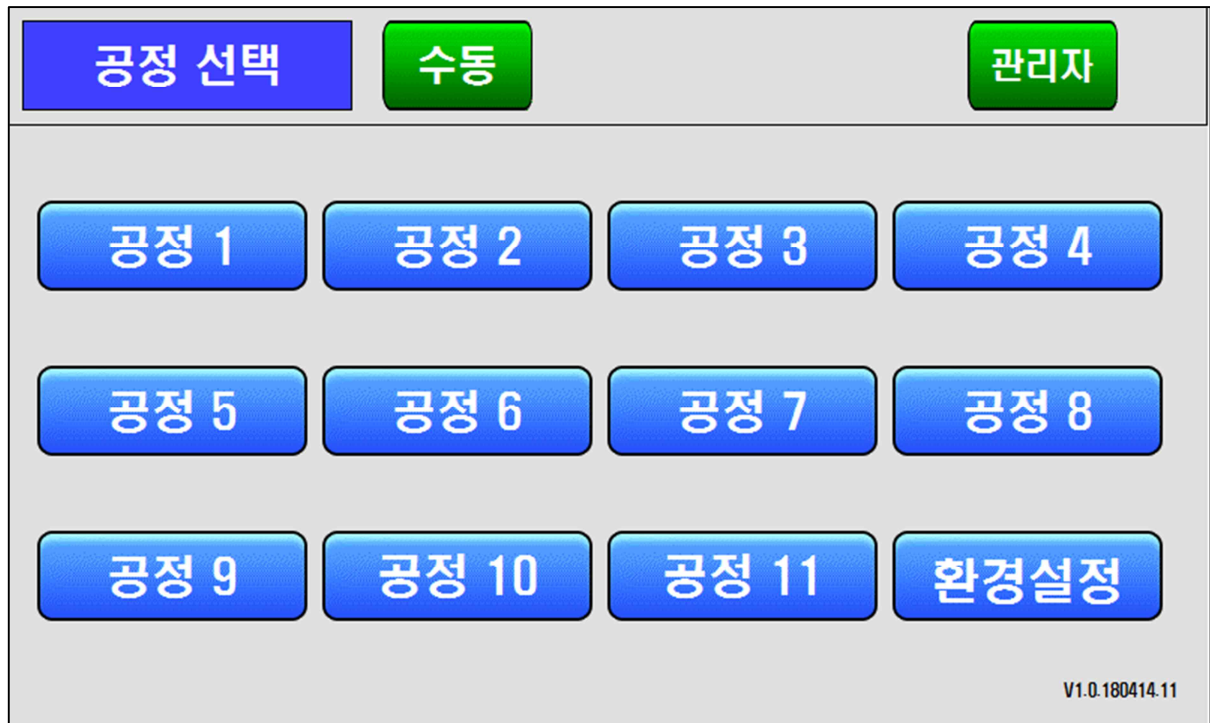 공정 선택 수동 관리자
공정 1 공정 2 공정 3 공정 4
공정 5 공정 6 공정 7 공정 8
공정 9 공정 10 공정 11 환경설정
V1.0.180414.11